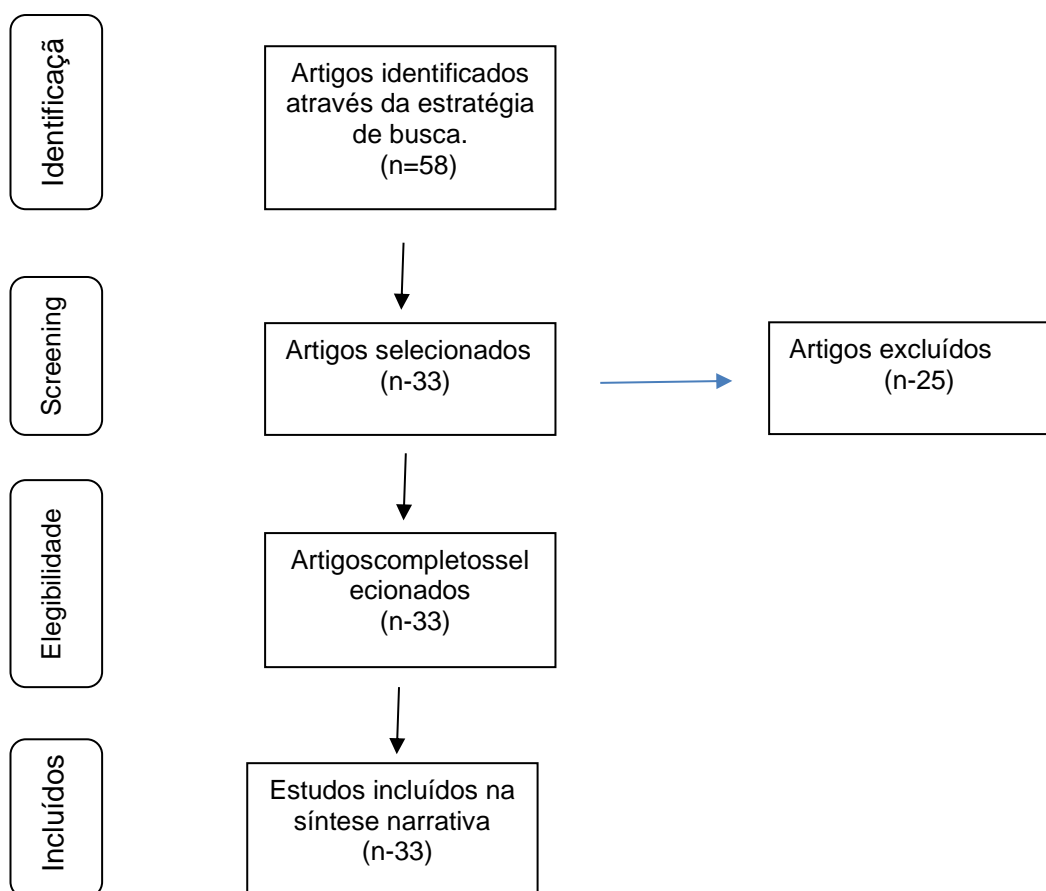 Identificaçã
Artigos identificados
através da estratégia
de busca.
(n=58)
Screening
Artigos selecionados
(n-33)
Artigos excluídos
(n-25)
Elegibilidade
Artigoscompletossel
ecionados
(n-33)
Incluídos
Estudos incluídos na
síntese narrativa
(n-33)